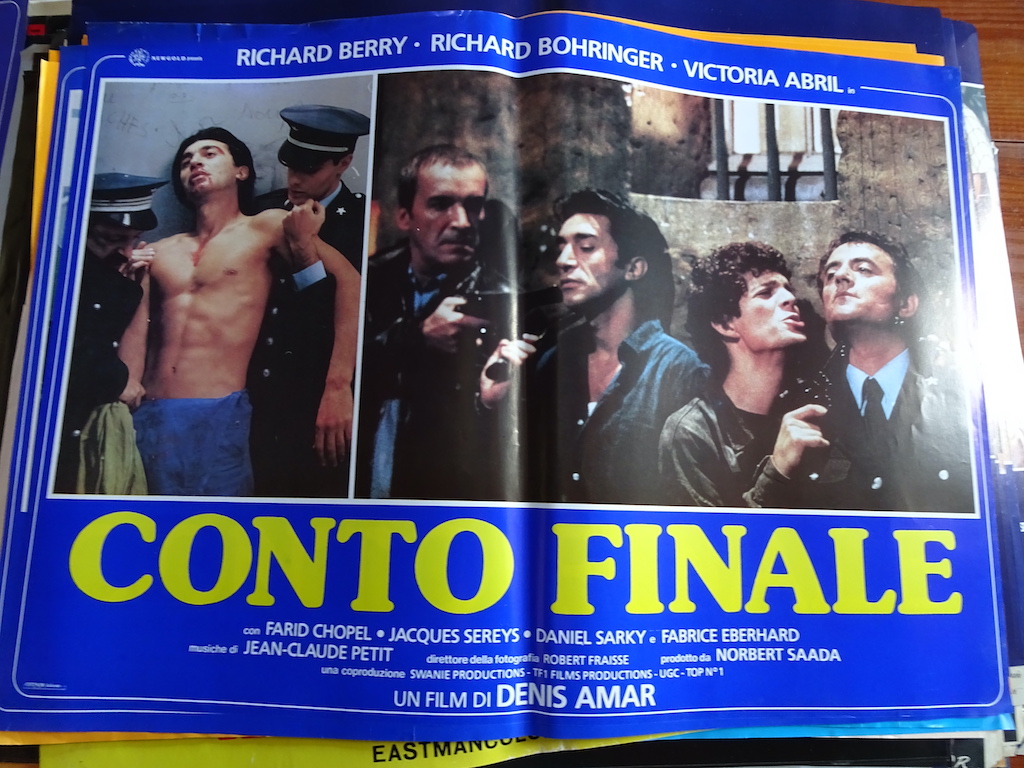 NEWGOLD presenta
RICHARD BERRY · RICHARD BOHRINGER · VICTORIA ABRIL in
CONTO FINALE
con FARID CHOPEL • JACQUES SEREYS • DANIEL SARKY e FABRICE EBERHARD
musiche di JEAN-CLAUDE PETIT direttore della fotografia ROBERT FRAISSE prodotto da NORBERT SAADA
una coproduzione SWANIE PRODUCTIONS - TF1 FILMS PRODUCTIONS - UGC - TOP N°1
UN FILM DI DENIS AMAR